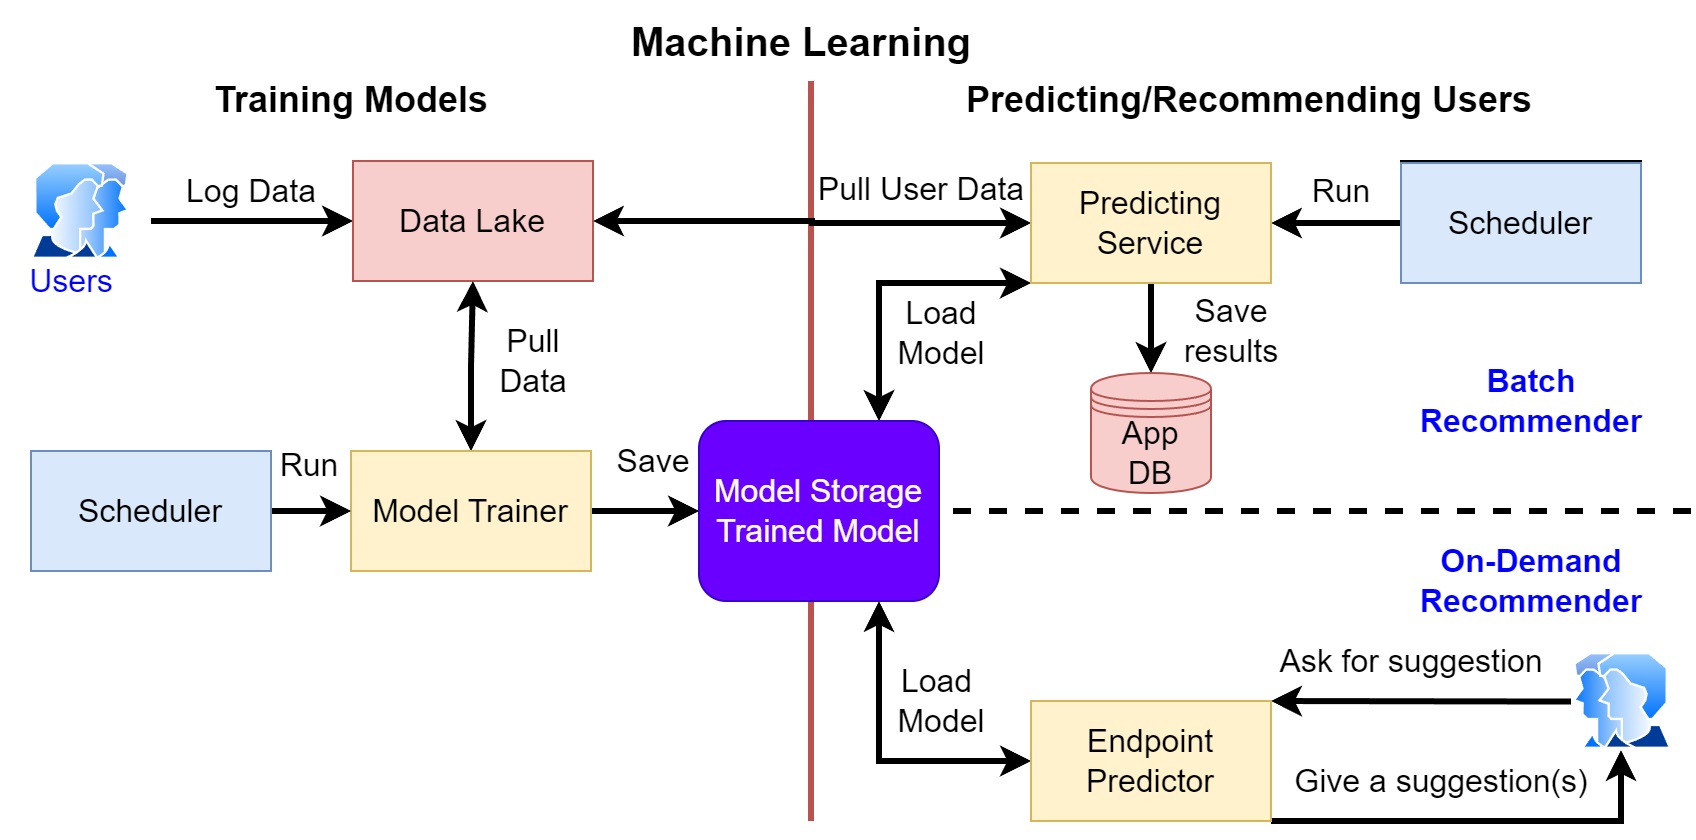 Machine Learning
Training Models
Predicting/Recommending Users
Users
Log Data
Data Lake
Pull
Data
Scheduler
Run
Model Trainer
Save
Model Storage
Trained Model
Pull User Data
Predicting
Service
Run
Scheduler
Load
Model
Save
results
App
DB
Batch
Recommender
On-Demand
Recommender
Load
Model
Endpoint
Predictor
Ask for suggestion
Give a suggestion(s)